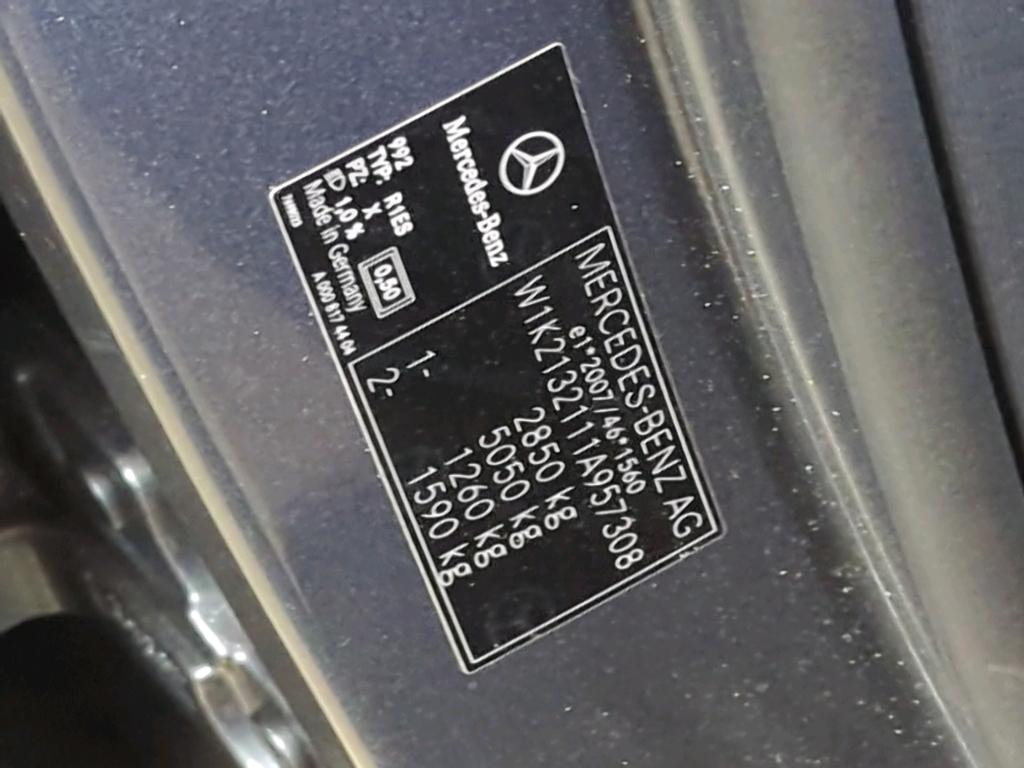 MERCEDES-BENZ AG
e1*2007/46*1560
W1K2132111A957308
2850 kg
5050 kg
1- 1260 kg
2- 1590 kg
Mercedes-Benz
992
TYP: R1ES
PZ: X
1,0 %
0,50
Made in Germany
A 000 817 44 04